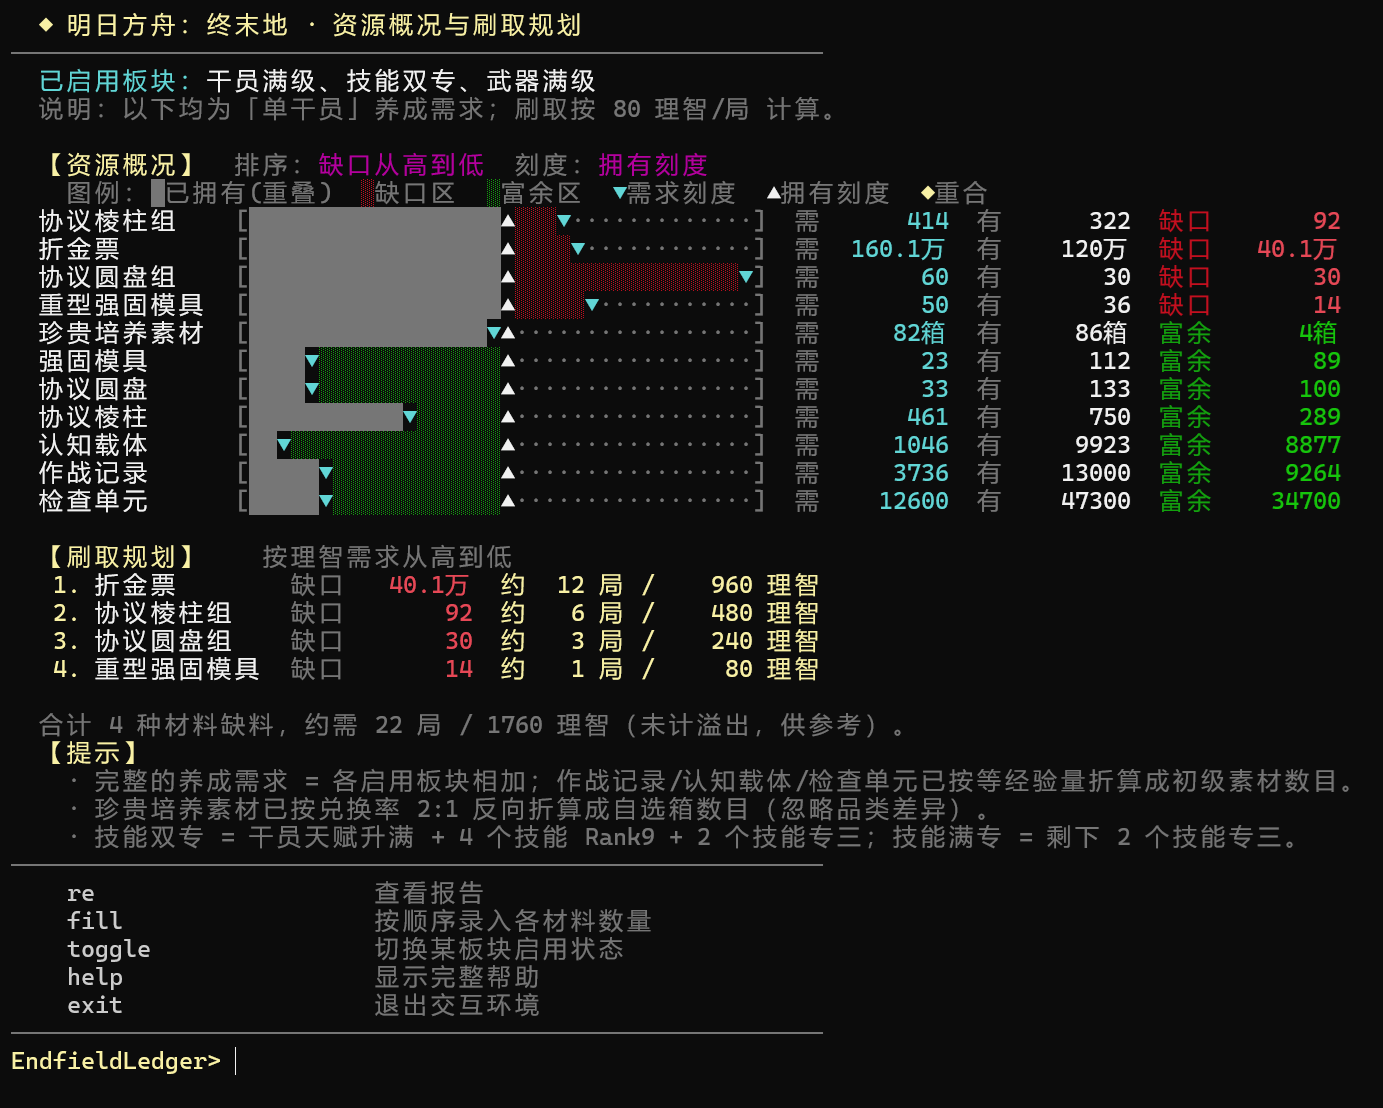 ◆ 明日方舟：终末地 · 资源概况与刷取规划
已启用板块：干员满级、技能双专、武器满级
说明：以下均为「单干员」养成需求；刷取按 80 理智/局 计算。
【资源概况】 排序：缺口从高到低 刻度：拥有刻度
图例：█已拥有(重叠) ▒缺口区 ░富余区 ▼需求刻度 ▲拥有刻度 ◆重合
协议棱柱组 [▲▼·············] 需 414 有 322 缺口 92
折金票 [▲▼············] 需 160.1万 有 120万 缺口 40.1万
协议圆盘组 [▲▼] 需 60 有 30 缺口 30
重型强固模具 [▲▼···········] 需 50 有 36 缺口 14
珍贵培养素材 [▼▲·················] 需 82箱 有 86箱 富余 4箱
强固模具 [▼▲·················] 需 23 有 112 富余 89
协议圆盘 [▼▲·················] 需 33 有 133 富余 100
协议棱柱 [▼▲·················] 需 461 有 750 富余 289
认知载体 [▼▲·················] 需 1046 有 9923 富余 8877
作战记录 [▼▲·················] 需 3736 有 13000 富余 9264
检查单元 [▼▲·················] 需 12600 有 47300 富余 34700
【刷取规划】 按理智需求从高到低
1. 折金票 缺口 40.1万 约 12 局 / 960 理智
2. 协议棱柱组 缺口 92 约 6 局 / 480 理智
3. 协议圆盘组 缺口 30 约 3 局 / 240 理智
4. 重型强固模具 缺口 14 约 1 局 / 80 理智
合计 4 种材料缺料，约需 22 局 / 1760 理智（未计溢出，供参考）。
【提示】
· 完整的养成需求 = 各启用板块相加；作战记录/认知载体/检查单元已按等经验量折算成初级素材数目。
· 珍贵培养素材已按兑换率 2:1 反向折算成自选箱数目（忽略品类差异）。
· 技能双专 = 干员天赋升满 + 4 个技能 Rank9 + 2 个技能专三；技能满专 = 剩下 2 个技能专三。
re 查看报告
fill 按顺序录入各材料数量
toggle 切换某板块启用状态
help 显示完整帮助
exit 退出交互环境
EndfieldLedger>